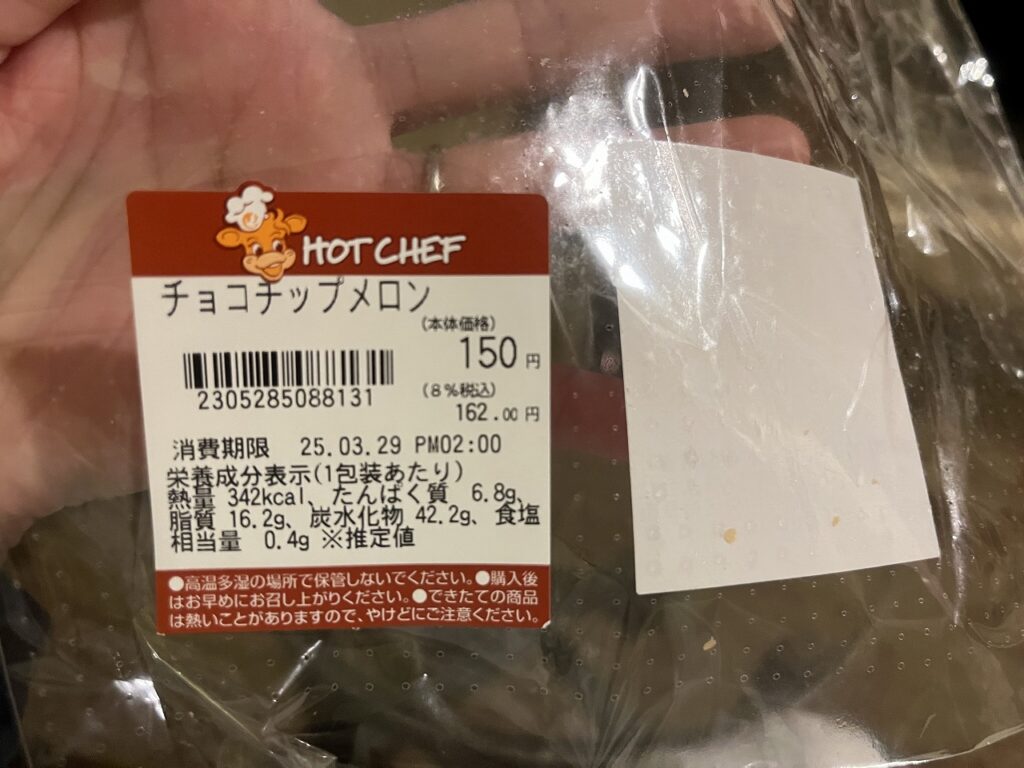 HOT CHEF
チョコチップメロン
(本体価格)
150 円
2305285088131
(8%税込)
162.00 円
消費期限 25.03.29 PM02:00
栄養成分表示(1包装あたり)
熱量 342kcal、たんぱく質 6.8g、
脂質 16.2g、炭水化物 42.2g、食塩
相当量 0.4g ※推定値
●高温多湿の場所で保管しないでください。●購入後
はお早めにお召し上がりください。●できたての商品
は熱いことがありますので、やけどにご注意ください。